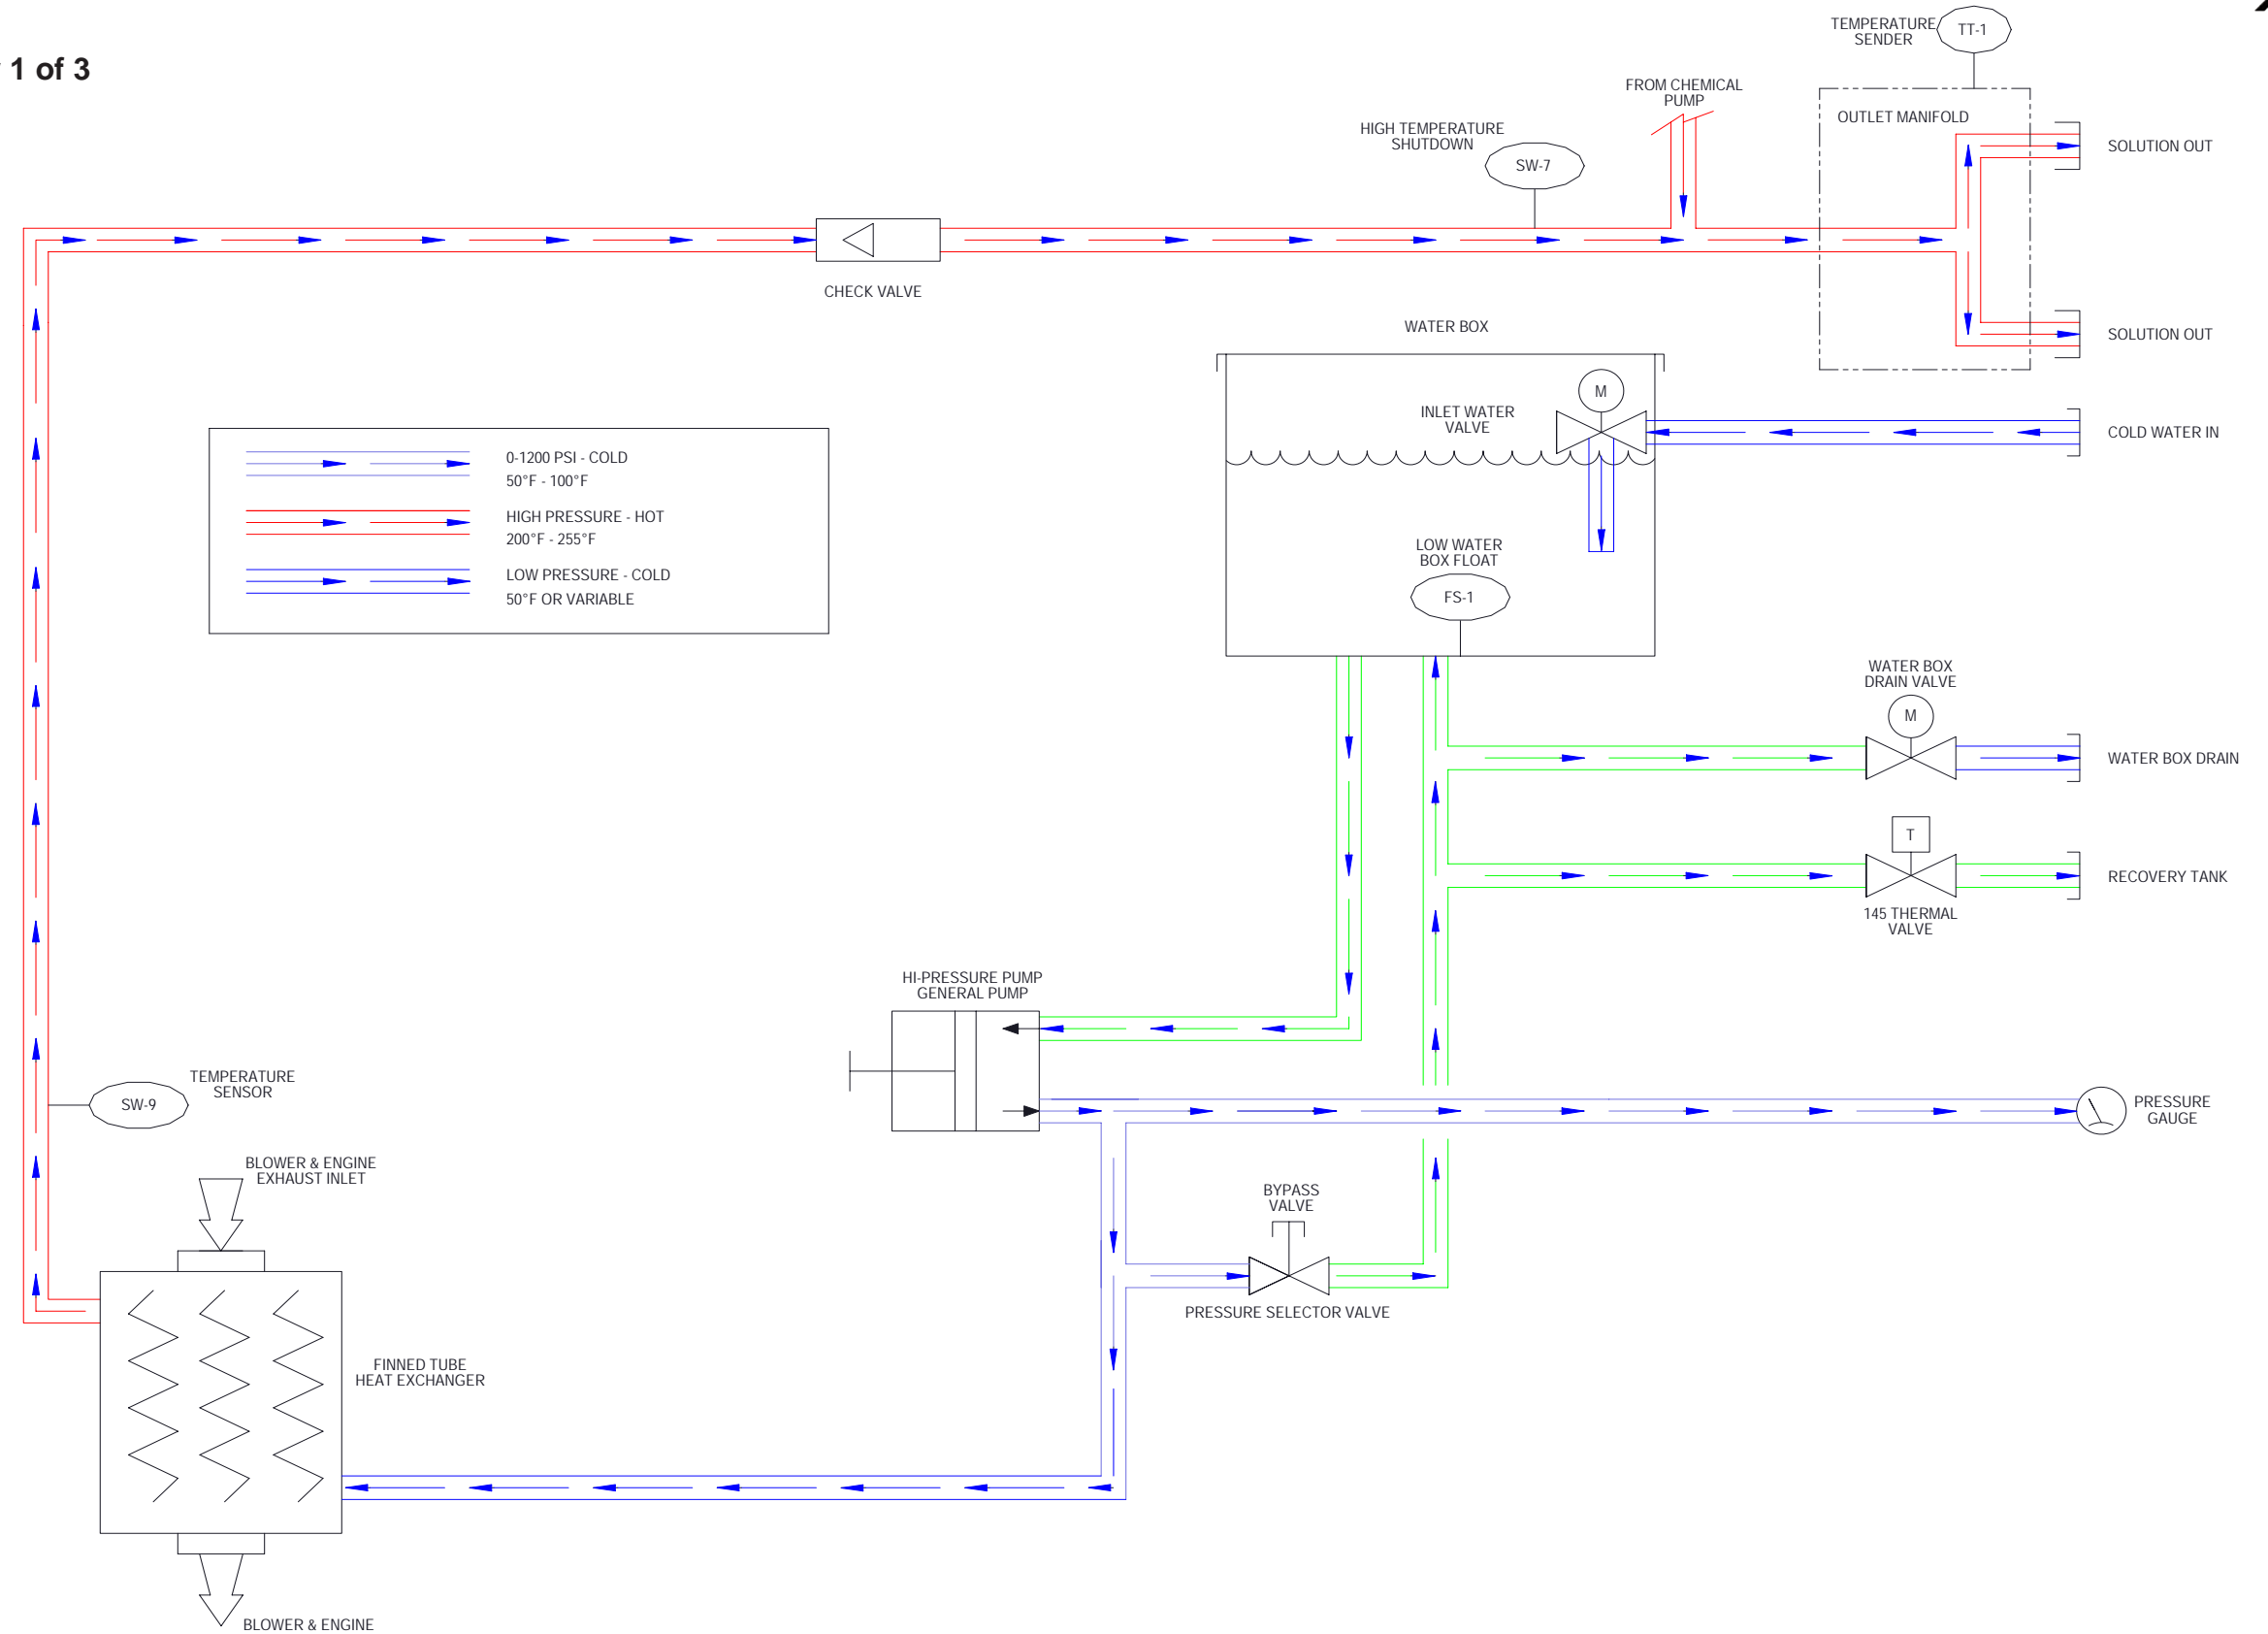 1 of 3
TEMPERATURE
SENDER
TT-1
FROM CHEMICAL
PUMP
OUTLET MANIFOLD
HIGH TEMPERATURE
SHUTDOWN
SW-7
SOLUTION OUT
CHECK VALVE
WATER BOX
SOLUTION OUT
M
INLET WATER
VALVE
COLD WATER IN
0-1200 PSI - COLD
50°F - 100°F
HIGH PRESSURE - HOT
200°F - 255°F
LOW PRESSURE - COLD
50°F OR VARIABLE
LOW WATER
BOX FLOAT
FS-1
WATER BOX
DRAIN VALVE
M
WATER BOX DRAIN
T
RECOVERY TANK
145 THERMAL
VALVE
HI-PRESSURE PUMP
GENERAL PUMP
TEMPERATURE
SENSOR
SW-9
PRESSURE
GAUGE
BLOWER & ENGINE
EXHAUST INLET
BYPASS
VALVE
PRESSURE SELECTOR VALVE
FINNED TUBE
HEAT EXCHANGER
BLOWER & ENGINE